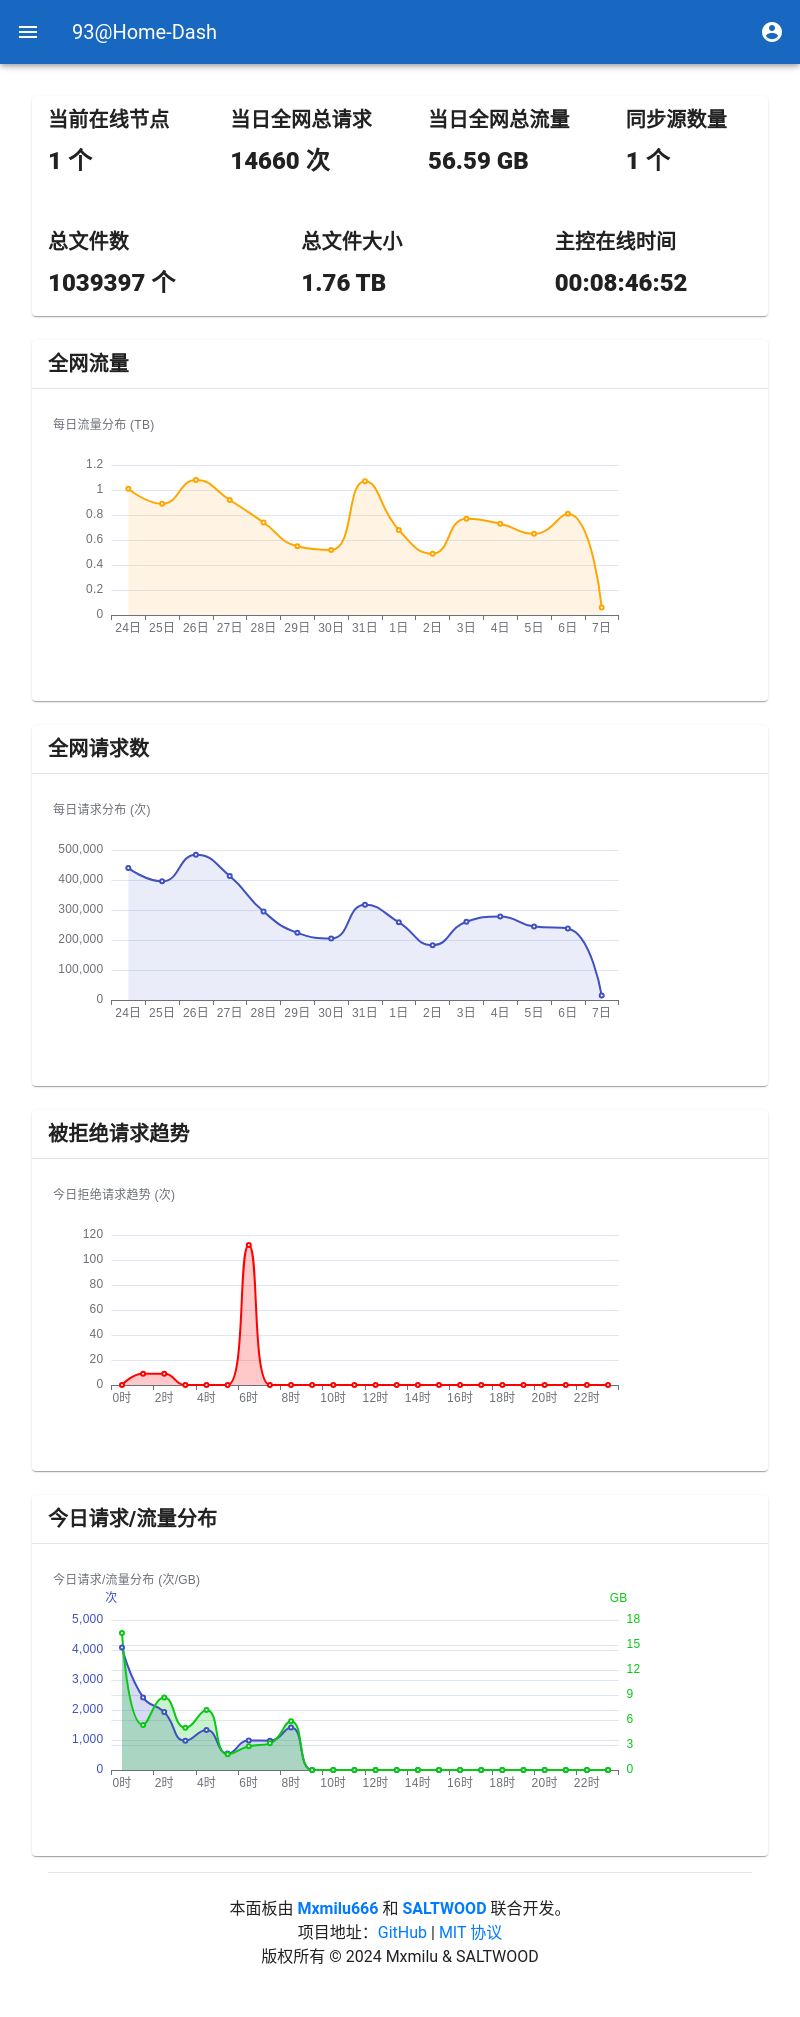 93@Home-Dash
当前在线节点 当日全网总请求 当日全网总流量 同步源数量
1 个 14660 次 56.59 GB 1 个
总文件数 总文件大小 主控在线时间
1039397 个 1.76 TB 00:08:46:52
全网流量
每日流量分布 (TB)
1.2
1
0.8
0.6
0.4
0.2
0
24日 25日 26日 27日 28日 29日 30日 31日 1日 2日 3日 4日 5日 6日 7日
全网请求数
每日请求分布 (次)
500,000
400,000
300,000
200,000
100,000
0
24日 25日 26日 27日 28日 29日 30日 31日 1日 2日 3日 4日 5日 6日 7日
被拒绝请求趋势
今日拒绝请求趋势 (次)
120
100
80
60
40
20
0
0时 2时 4时 6时 8时 10时 12时 14时 16时 18时 20时 22时
今日请求/流量分布
今日请求/流量分布 (次/GB)
次 GB
5,000 18
4,000 15
3,000 12
2,000 9
1,000 6
0 3
0
0时 2时 4时 6时 8时 10时 12时 14时 16时 18时 20时 22时
本面板由 Mxmilu666 和 SALTWOOD 联合开发。
项目地址：GitHub | MIT 协议
版权所有 © 2024 Mxmilu & SALTWOOD